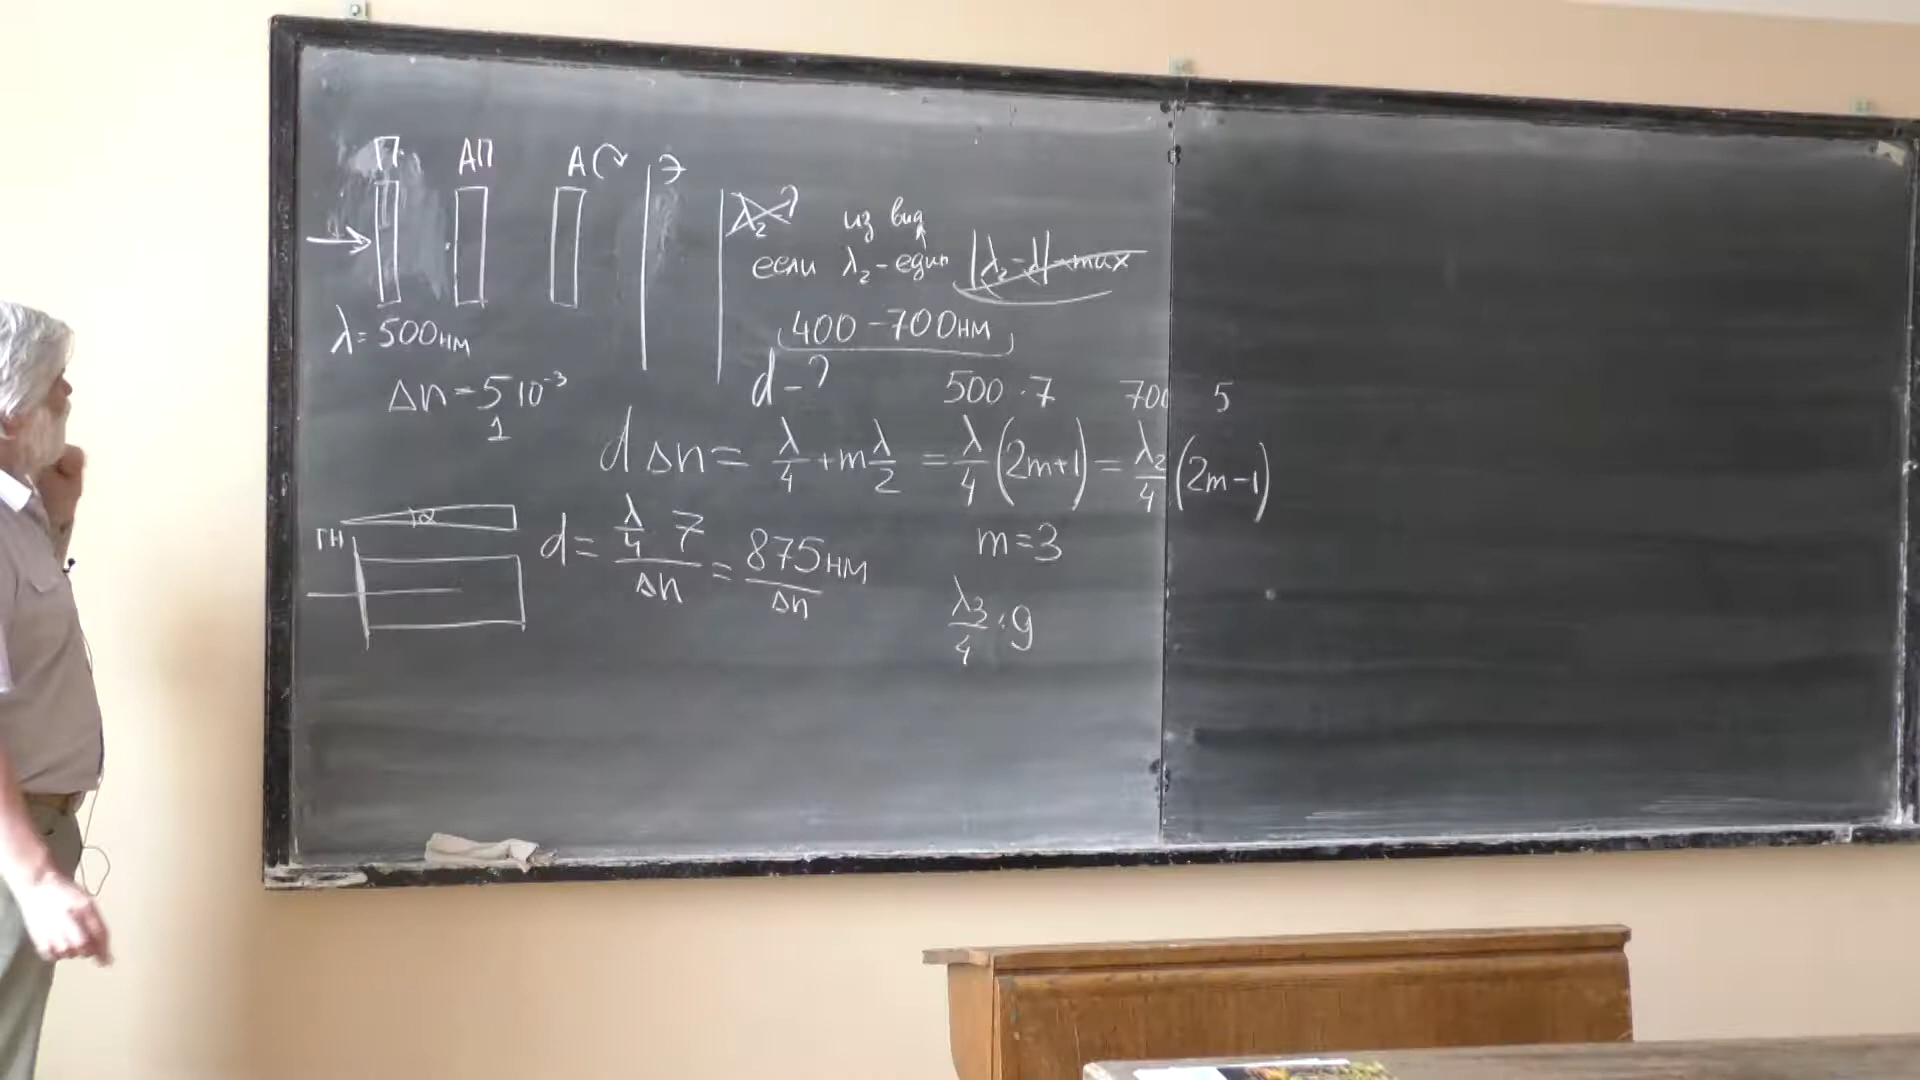 П АП А Э
λ₂ ?
из вид
если λ₂ - един |λ₂ - λ| - max
λ = 500нм
400 - 700нм
Δn = 5 10⁻³
1
d - ?
500 · 7 700 5
d Δn = λ/4 + m λ/2 = λ/4 (2m+1) = λ₂/4 (2m-1)
α
ГН
d = (λ/4 7)/Δn = 875нм/Δn
m = 3
λ₃/4 · 9